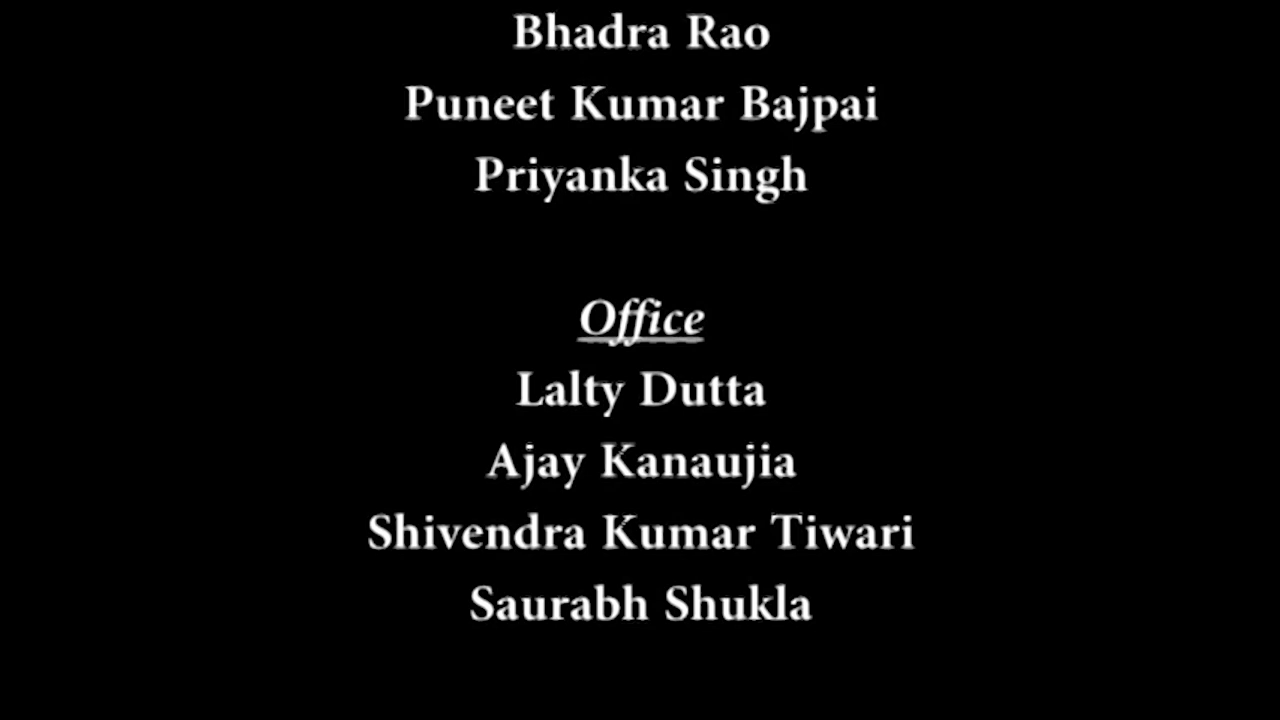 Bhadra Rao
Puneet Kumar Bajpai
Priyanka Singh
Office
Lalty Dutta
Ajay Kanaujia
Shivendra Kumar Tiwari
Saurabh Shukla